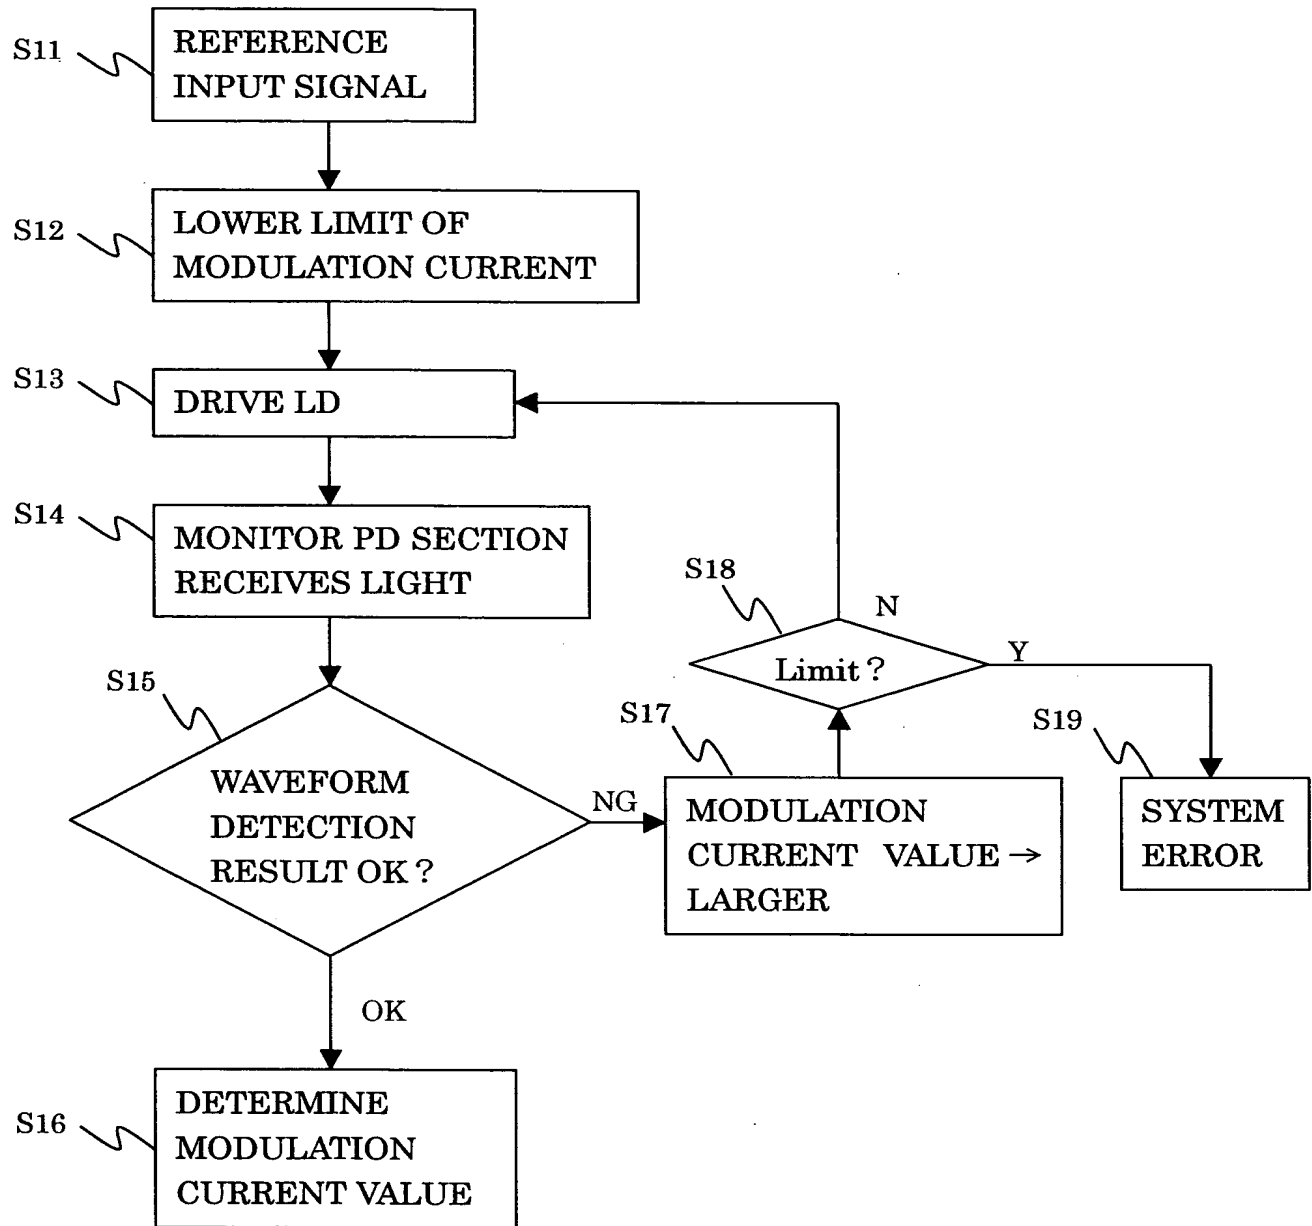 S11
REFERENCE
INPUT SIGNAL
S12
LOWER LIMIT OF
MODULATION CURRENT
S13
DRIVE LD
S14
MONITOR PD SECTION
RECEIVES LIGHT
S18
N
Limit?
Y
S15
WAVEFORM
DETECTION
RESULT OK?
NG
S17
MODULATION
CURRENT VALUE →
LARGER
S19
SYSTEM
ERROR
OK
S16
DETERMINE
MODULATION
CURRENT VALUE